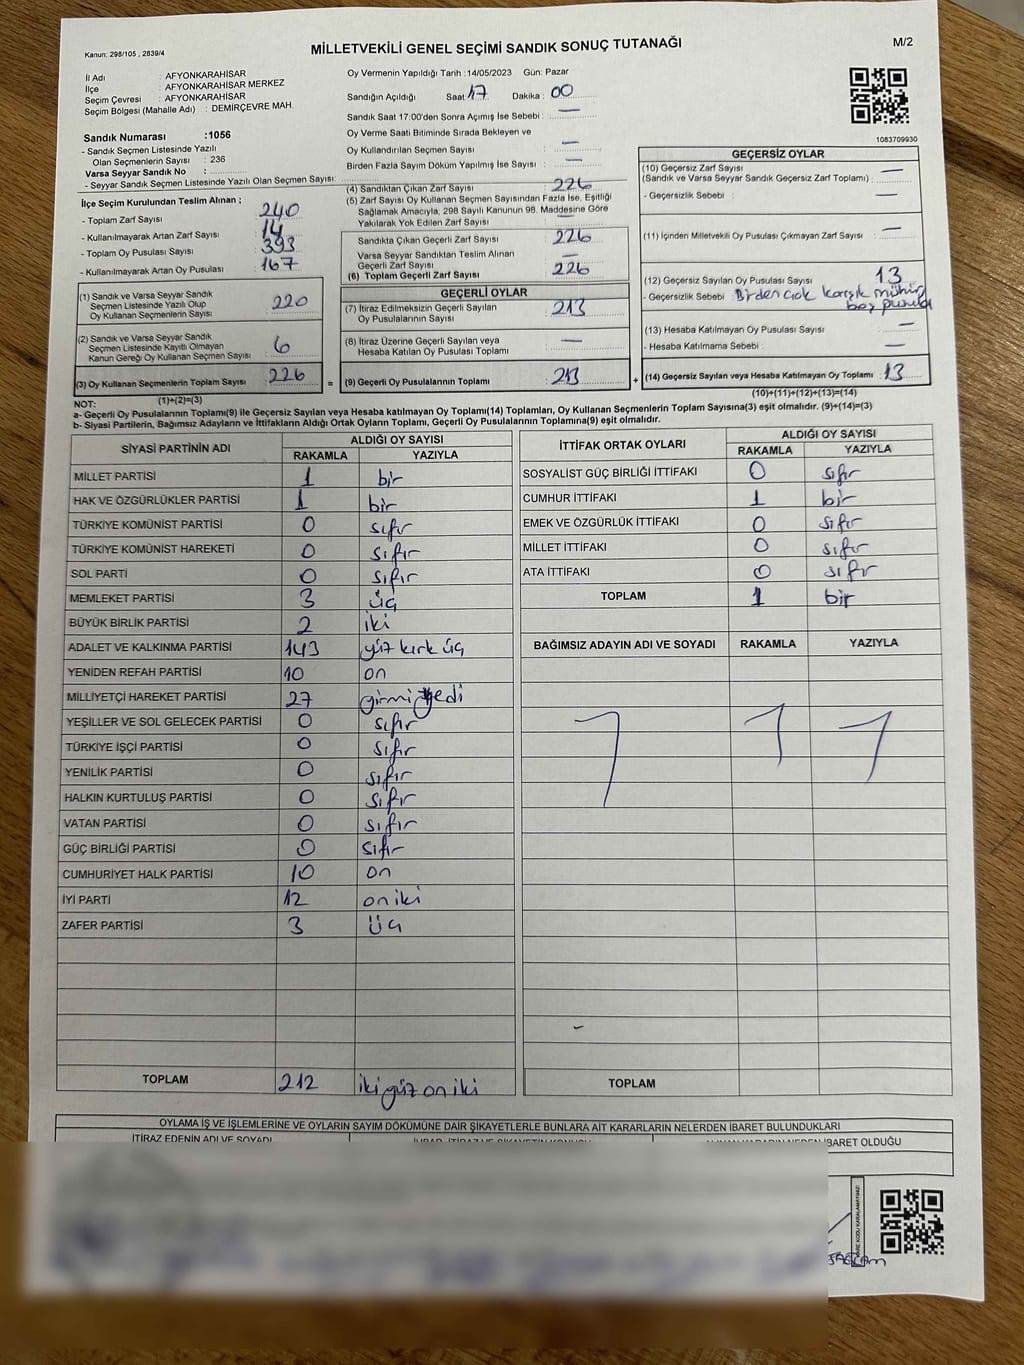 Kanun: 298/105 , 2839/4
MİLLETVEKİLİ GENEL SEÇİMİ SANDIK SONUÇ TUTANAĞI
M/2
İl Adı : AFYONKARAHİSAR
İlçe : AFYONKARAHİSAR MERKEZ
Seçim Çevresi : AFYONKARAHİSAR
Seçim Bölgesi (Mahalle Adı) : DEMİRÇEVRE MAH.
Sandık Numarası :1056
- Sandık Seçmen Listesinde Yazılı
Olan Seçmenlerin Sayısı : 236
Varsa Seyyar Sandık No :
- Seyyar Sandık Seçmen Listesinde Yazılı Olan Seçmen Sayısı:
İlçe Seçim Kurulundan Teslim Alınan ;
- Toplam Zarf Sayısı : 240
- Kullanılmayarak Artan Zarf Sayısı : 14
- Toplam Oy Pusulası Sayısı : 393
- Kullanılmayarak Artan Oy Pusulası : 167
(1) Sandık ve Varsa Seyyar Sandık
Seçmen Listesinde Yazılı Olup
Oy Kullanan Seçmenlerin Sayısı : 220
(2) Sandık ve Varsa Seyyar Sandık
Seçmen Listesinde Kayıtlı Olmayan
Kanun Gereği Oy Kullanan Seçmen Sayısı : 6
(3) Oy Kullanan Seçmenlerin Toplam Sayısı : 226 =
(1)+(2)=(3)
Oy Vermenin Yapıldığı Tarih :14/05/2023 Gün: Pazar
Sandığın Açıldığı Saat: 17 Dakika : 00
Sandık Saat 17:00'den Sonra Açımış İse Sebebi : —
Oy Verme Saati Bitiminde Sırada Bekleyen ve
Oy Kullandırılan Seçmen Sayısı : —
Birden Fazla Sayım Döküm Yapılmış İse Sayısı : —
(4) Sandıktan Çıkan Zarf Sayısı : 226
(5) Zarf Sayısı Oy Kullanan Seçmen Sayısından Fazla İse, Eşitliği
Sağlamak Amacıyla, 298 Sayılı Kanunun 98. Maddesine Göre
Yakılarak Yok Edilen Zarf Sayısı : —
Sandıkta Çıkan Geçerli Zarf Sayısı : 226
Varsa Seyyar Sandıktan Teslim Alınan
Geçerli Zarf Sayısı : —
(6) Toplam Geçerli Zarf Sayısı : 226
GEÇERLİ OYLAR
(7) İtiraz Edilmeksizin Geçerli Sayılan
Oy Pusulalarının Sayısı : 213
(8) İtiraz Üzerine Geçerli Sayılan veya
Hesaba Katılan Oy Pusulası Toplamı : —
(9) Geçerli Oy Pusulalarının Toplamı : 213 +
1083709930
GEÇERSİZ OYLAR
(10) Geçersiz Zarf Sayısı
(Sandık ve Varsa Seyyar Sandık Geçersiz Zarf Toplamı) : —
- Geçersizlik Sebebi : —
(11) İçinden Milletvekili Oy Pusulası Çıkmayan Zarf Sayısı : —
(12) Geçersiz Sayılan Oy Pusulası Sayısı : 13
- Geçersizlik Sebebi : Birden çok karışık mühür
boş pusula
(13) Hesaba Katılmayan Oy Pusulası Sayısı : —
- Hesaba Katılmama Sebebi : —
(14) Geçersiz Sayılan veya Hesaba Katılmayan Oy Toplamı : 13
(10)+(11)+(12)+(13)=(14)
NOT:
a- Geçerli Oy Pusulalarının Toplamı(9) ile Geçersiz Sayılan veya Hesaba katılmayan Oy Toplamı(14) Toplamları, Oy Kullanan Seçmenlerin Toplam Sayısına(3) eşit olmalıdır. (9)+(14)=(3)
b- Siyasi Partilerin, Bağımsız Adayların ve İttifakların Aldığı Ortak Oyların Toplamı, Geçerli Oy Pusulalarının Toplamına(9) eşit olmalıdır.
SİYASİ PARTİNİN ADI ALDIĞI OY SAYISI
RAKAMLA YAZIYLA
MİLLET PARTİSİ 1 bir
HAK VE ÖZGÜRLÜKLER PARTİSİ 1 bir
TÜRKİYE KOMÜNİST PARTİSİ 0 sıfır
TÜRKİYE KOMÜNİST HAREKETİ 0 sıfır
SOL PARTİ 0 sıfır
MEMLEKET PARTİSİ 3 üç
BÜYÜK BİRLİK PARTİSİ 2 iki
ADALET VE KALKINMA PARTİSİ 143 yüz kırk üç
YENİDEN REFAH PARTİSİ 10 on
MİLLİYETÇİ HAREKET PARTİSİ 27 yirmi yedi
YEŞİLLER VE SOL GELECEK PARTİSİ 0 sıfır
TÜRKİYE İŞÇİ PARTİSİ 0 sıfır
YENİLİK PARTİSİ 0 sıfır
HALKIN KURTULUŞ PARTİSİ 0 sıfır
VATAN PARTİSİ 0 sıfır
GÜÇ BİRLİĞİ PARTİSİ 0 sıfır
CUMHURİYET HALK PARTİSİ 10 on
İYİ PARTİ 12 on iki
ZAFER PARTİSİ 3 üç
TOPLAM 212 iki yüz on iki
İTTİFAK ORTAK OYLARI ALDIĞI OY SAYISI
RAKAMLA YAZIYLA
SOSYALİST GÜÇ BİRLİĞİ İTTİFAKI 0 sıfır
CUMHUR İTTİFAKI 1 bir
EMEK VE ÖZGÜRLÜK İTTİFAKI 0 sıfır
MİLLET İTTİFAKI 0 sıfır
ATA İTTİFAKI 0 sıfır
TOPLAM 1 bir
BAĞIMSIZ ADAYIN ADI VE SOYADI RAKAMLA YAZIYLA
TOPLAM
OYLAMA İŞ VE İŞLEMLERİNE VE OYLARIN SAYIM DÖKÜMÜNE DAİR ŞİKAYETLERLE BUNLARA AİT KARARLARIN NELERDEN İBARET BULUNDUKLARI
İTİRAZ EDENİN ADI VE SOYADI
İBARET OLDUĞU